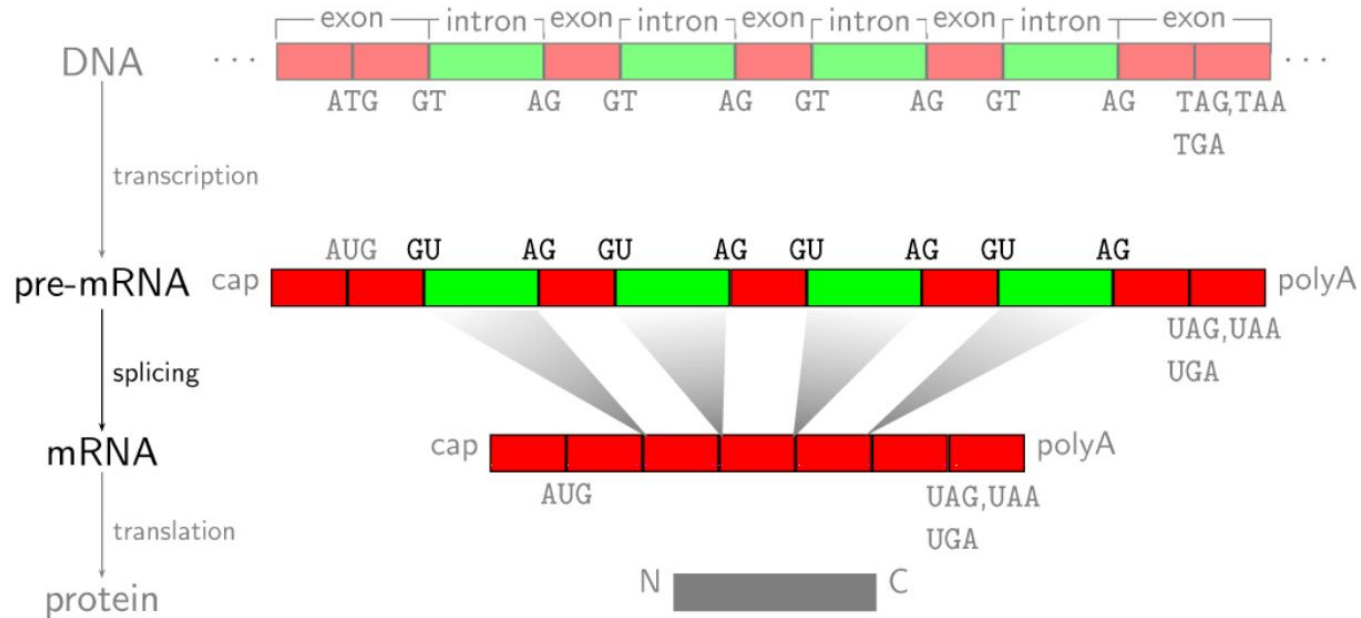 exon intron exon intron exon intron exon intron exon
DNA ... ...
ATG GT AG GT AG GT AG GT AG TAG,TAA
TGA
transcription
AUG GU AG GU AG GU AG GU AG
pre-mRNA cap polyA
UAG,UAA
UGA
splicing
mRNA cap polyA
AUG UAG,UAA
UGA
translation
N C
protein